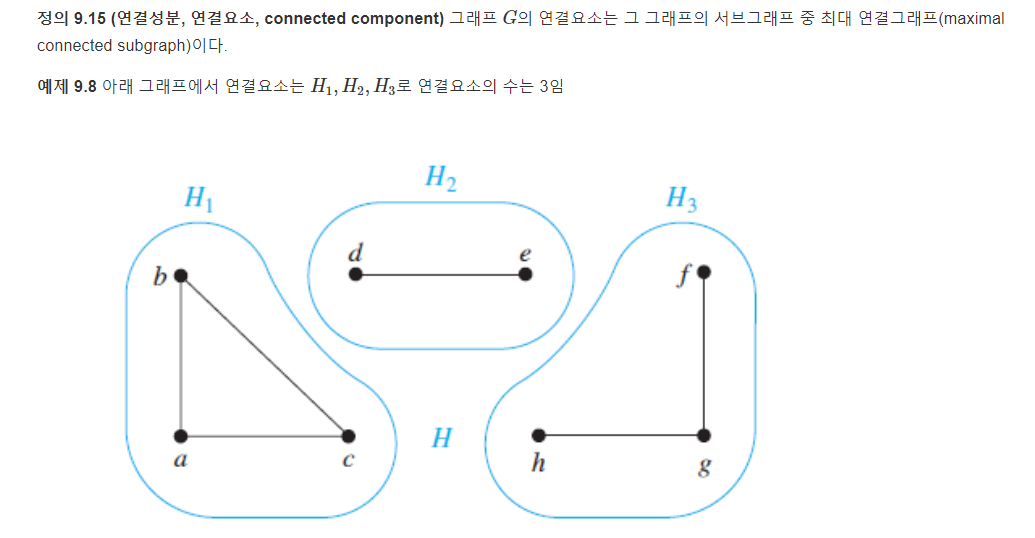 정의 9.15 (연결성분, 연결요소, connected component) 그래프 G의 연결요소는 그 그래프의 서브그래프 중 최대 연결그래프(maximal
connected subgraph)이다.
예제 9.8 아래 그래프에서 연결요소는 H₁, H₂, H₃로 연결요소의 수는 3임
H₂
H₁
H₃
d
e
b
f
H
a
c
h
g